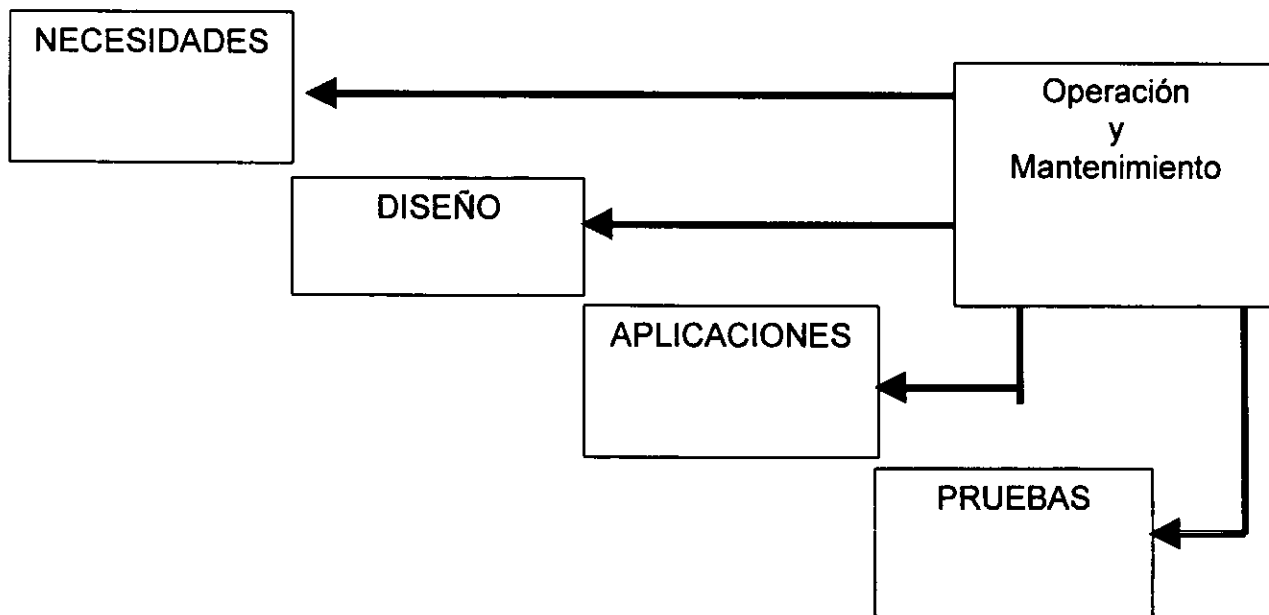 NECESIDADES
Operación
y
Mantenimiento
DISEÑO
APLICACIONES
PRUEBAS